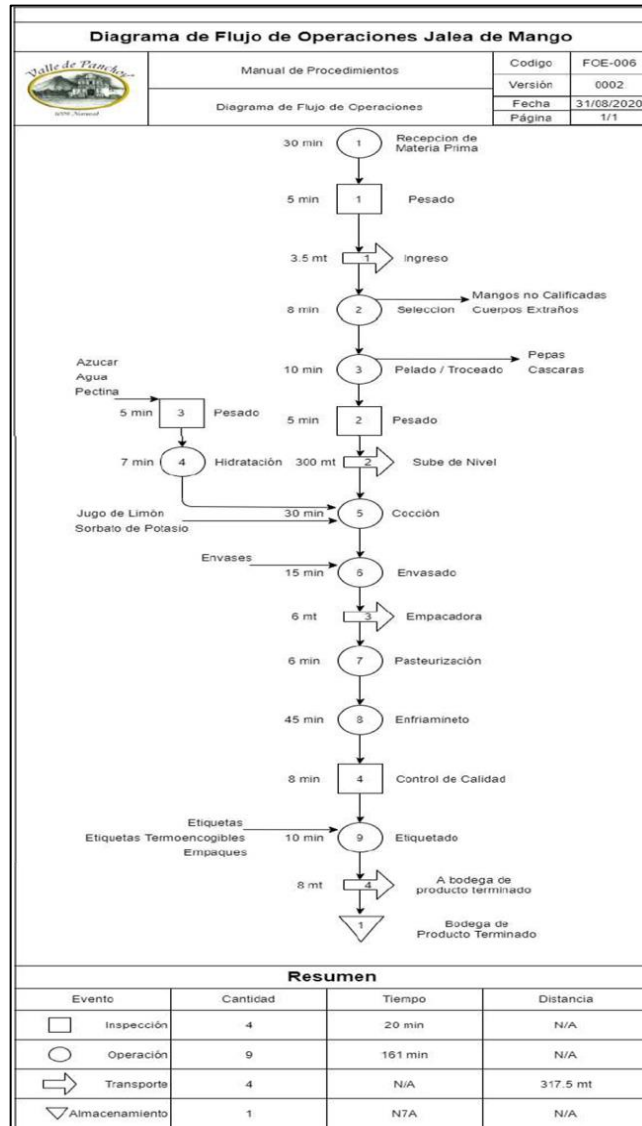 Diagrama de Flujo de Operaciones Jalea de Mango
Valle de Panchoy
100% Natural
Manual de Procedimientos
Diagrama de Flujo de Operaciones
Codigo FOE-006
Versión 0002
Fecha 31/08/2020
Página 1/1
30 min 1 Recepcion de
Materia Prima
5 min 1 Pesado
3.5 mt 1 Ingreso
8 min 2 Seleccion
Mangos no Calificadas
Cuerpos Extraños
10 min 3 Pelado / Troceado
Pepas
Cascaras
Azucar
Agua
Pectina
5 min 3 Pesado
5 min 2 Pesado
7 min 4 Hidratación
300 mt 2 Sube de Nivel
Jugo de Limón
Sorbato de Potasio
30 min 5 Cocción
Envases
15 min 6 Envasado
6 mt 3 Empacadora
6 min 7 Pasteurización
45 min 8 Enfriamineto
8 min 4 Control de Calidad
Etiquetas
Etiquetas Termoencogibles
Empaques
10 min 9 Etiquetado
8 mt 4 A bodega de
producto terminado
1 Bodega de
Producto Terminado
Resumen
Evento Cantidad Tiempo Distancia
Inspección 4 20 min N/A
Operación 9 161 min N/A
Transporte 4 N/A 317.5 mt
Almacenamiento 1 N7A N/A